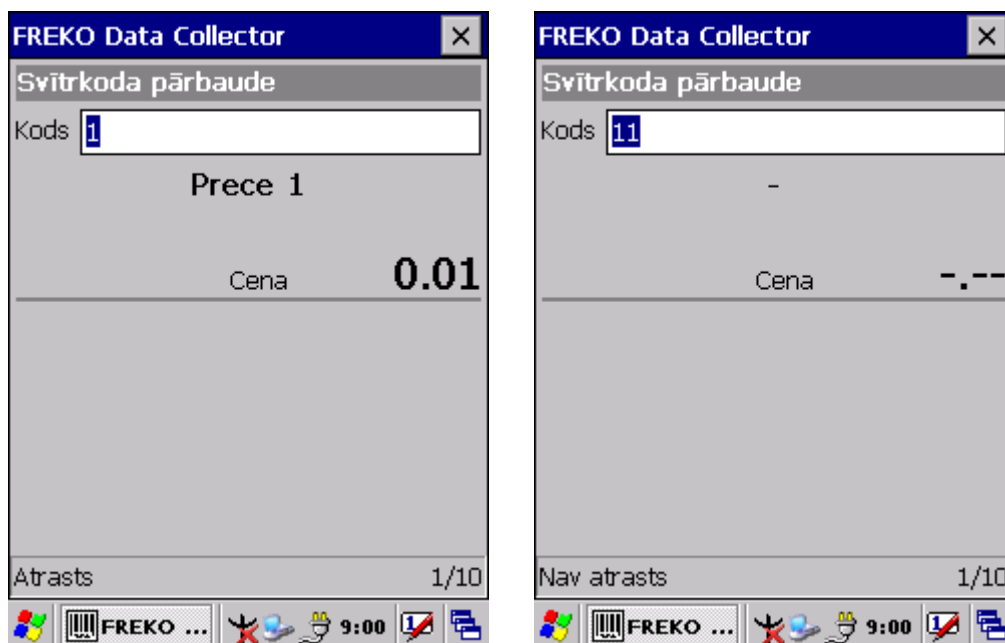 FREKO Data Collector
Svītrkoda pārbaude
Kods 1
Prece 1
Cena 0.01
Atrasts 1/10
FREKO ... 9:00
FREKO Data Collector
Svītrkoda pārbaude
Kods 11
-
Cena -.--
Nav atrasts 1/10
FREKO ... 9:00